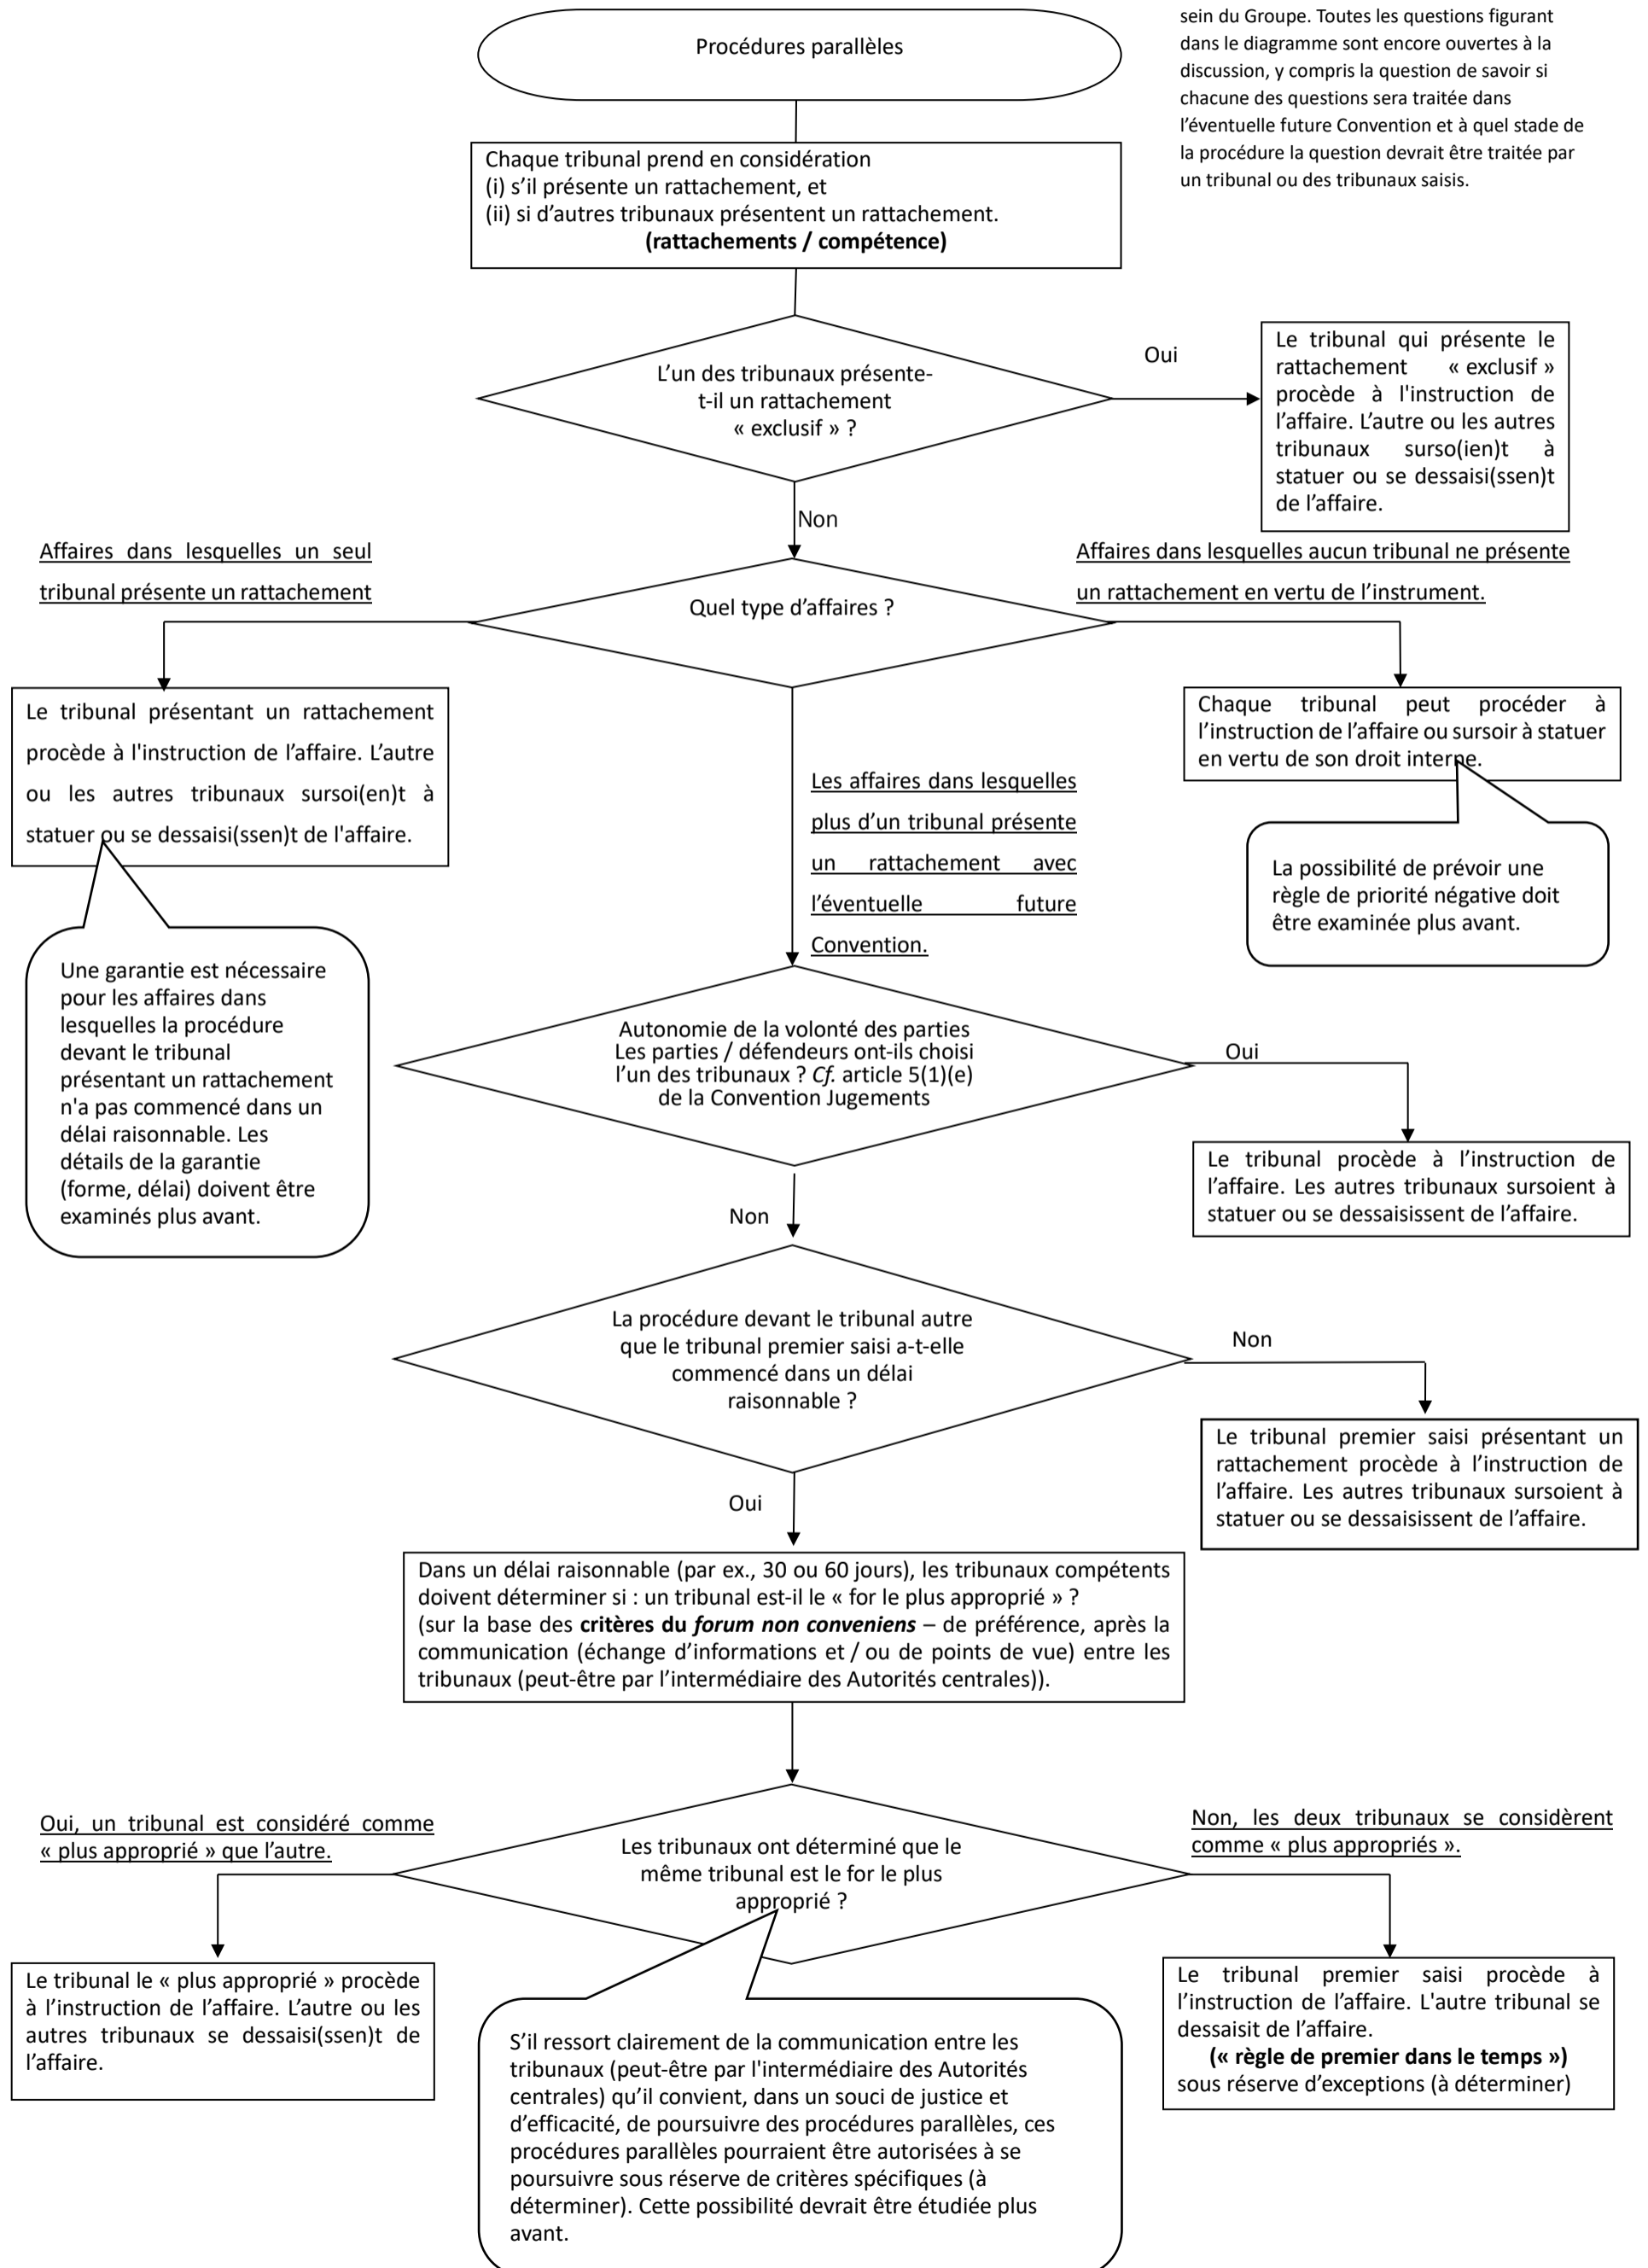 sein du Groupe. Toutes les questions figurant
dans le diagramme sont encore ouvertes à la
discussion, y compris la question de savoir si
chacune des questions sera traitée dans
l’éventuelle future Convention et à quel stade de
la procédure la question devrait être traitée par
un tribunal ou des tribunaux saisis.
Procédures parallèles
Chaque tribunal prend en considération
(i) s’il présente un rattachement, et
(ii) si d’autres tribunaux présentent un rattachement.
(rattachements / compétence)
L’un des tribunaux présente-
t-il un rattachement
« exclusif » ?
Oui
Le tribunal qui présente le
rattachement « exclusif »
procède à l'instruction de
l’affaire. L’autre ou les autres
tribunaux surso(ien)t à
statuer ou se dessaisi(ssen)t
de l’affaire.
Non
Affaires dans lesquelles un seul
tribunal présente un rattachement
Quel type d’affaires ?
Affaires dans lesquelles aucun tribunal ne présente
un rattachement en vertu de l’instrument.
Le tribunal présentant un rattachement
procède à l'instruction de l’affaire. L’autre
ou les autres tribunaux sursoi(en)t à
statuer ou se dessaisi(ssen)t de l'affaire.
Chaque tribunal peut procéder à
l’instruction de l’affaire ou sursoir à statuer
en vertu de son droit interne.
Les affaires dans lesquelles
plus d’un tribunal présente
un rattachement avec
l’éventuelle future
Convention.
La possibilité de prévoir une
règle de priorité négative doit
être examinée plus avant.
Une garantie est nécessaire
pour les affaires dans
lesquelles la procédure
devant le tribunal
présentant un rattachement
n'a pas commencé dans un
délai raisonnable. Les
détails de la garantie
(forme, délai) doivent être
examinés plus avant.
Autonomie de la volonté des parties
Les parties / défendeurs ont-ils choisi
l’un des tribunaux ? Cf. article 5(1)(e)
de la Convention Jugements
Oui
Le tribunal procède à l’instruction de
l’affaire. Les autres tribunaux sursoient à
statuer ou se dessaisissent de l’affaire.
Non
La procédure devant le tribunal autre
que le tribunal premier saisi a-t-elle
commencé dans un délai
raisonnable ?
Non
Le tribunal premier saisi présentant un
rattachement procède à l’instruction de
l’affaire. Les autres tribunaux sursoient à
statuer ou se dessaisissent de l’affaire.
Oui
Dans un délai raisonnable (par ex., 30 ou 60 jours), les tribunaux compétents
doivent déterminer si : un tribunal est-il le « for le plus approprié » ?
(sur la base des critères du forum non conveniens – de préférence, après la
communication (échange d’informations et / ou de points de vue) entre les
tribunaux (peut-être par l’intermédiaire des Autorités centrales)).
Oui, un tribunal est considéré comme
« plus approprié » que l’autre.
Les tribunaux ont déterminé que le
même tribunal est le for le plus
approprié ?
Non, les deux tribunaux se considèrent
comme « plus appropriés ».
Le tribunal le « plus approprié » procède
à l’instruction de l’affaire. L’autre ou les
autres tribunaux se dessaisi(ssen)t de
l’affaire.
Le tribunal premier saisi procède à
l’instruction de l’affaire. L'autre tribunal se
dessaisit de l’affaire.
(« règle de premier dans le temps »)
sous réserve d’exceptions (à déterminer)
S’il ressort clairement de la communication entre les
tribunaux (peut-être par l'intermédiaire des Autorités
centrales) qu’il convient, dans un souci de justice et
d’efficacité, de poursuivre des procédures parallèles, ces
procédures parallèles pourraient être autorisées à se
poursuivre sous réserve de critères spécifiques (à
déterminer). Cette possibilité devrait être étudiée plus
avant.